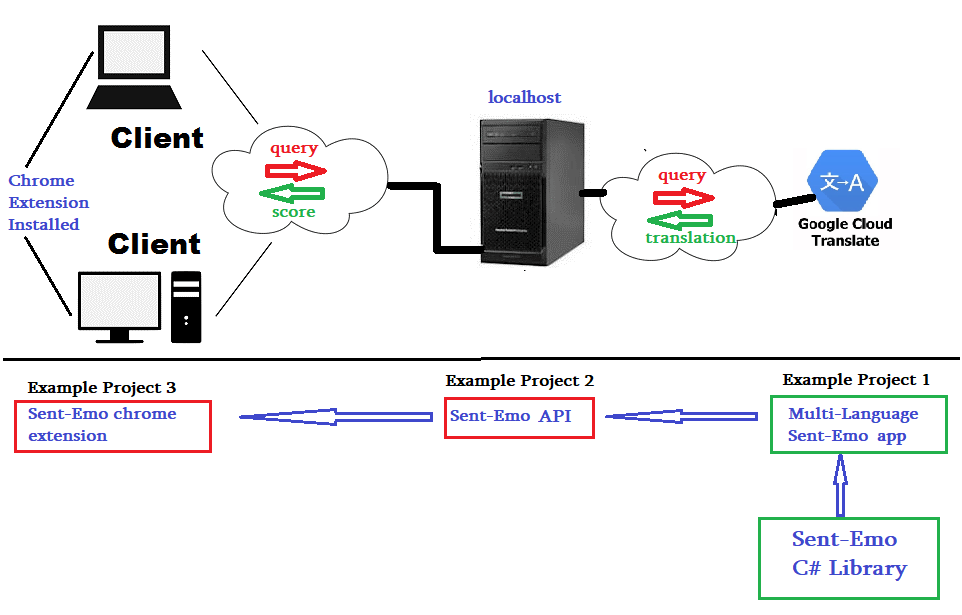 localhost
Client
query
score
Chrome
Extension
Installed
Client
query
translation
文→A
Google Cloud
Translate
Example Project 3
Sent-Emo chrome
extension
Example Project 2
Sent-Emo API
Example Project 1
Multi-Language
Sent-Emo app
Sent-Emo
C# Library